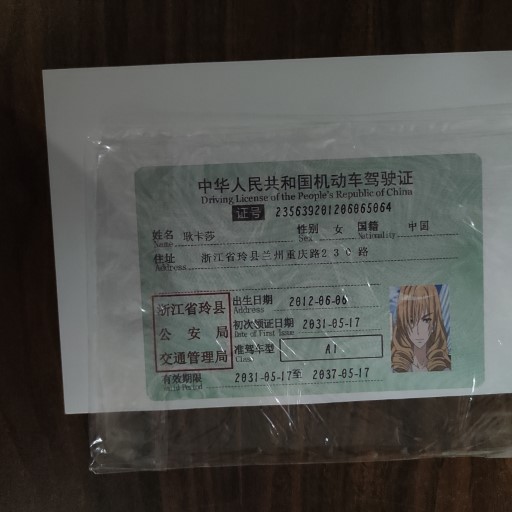 中华人民共和国机动车驾驶证
Driving License of the People's Republic of China
证号 235639201206065064
姓名 耿卡莎 性别 女 国籍 中国
Name Sex Nationality
住址 浙江省玲县兰州重庆路230路
Address
出生日期 2012-06-06
Address
初次领证日期 2031-05-17
Date of First Issue
准驾车型 A1
Class
有效期限 2031-05-17至 2037-05-17
Valid Period
浙江省玲县
公安局
交通管理局